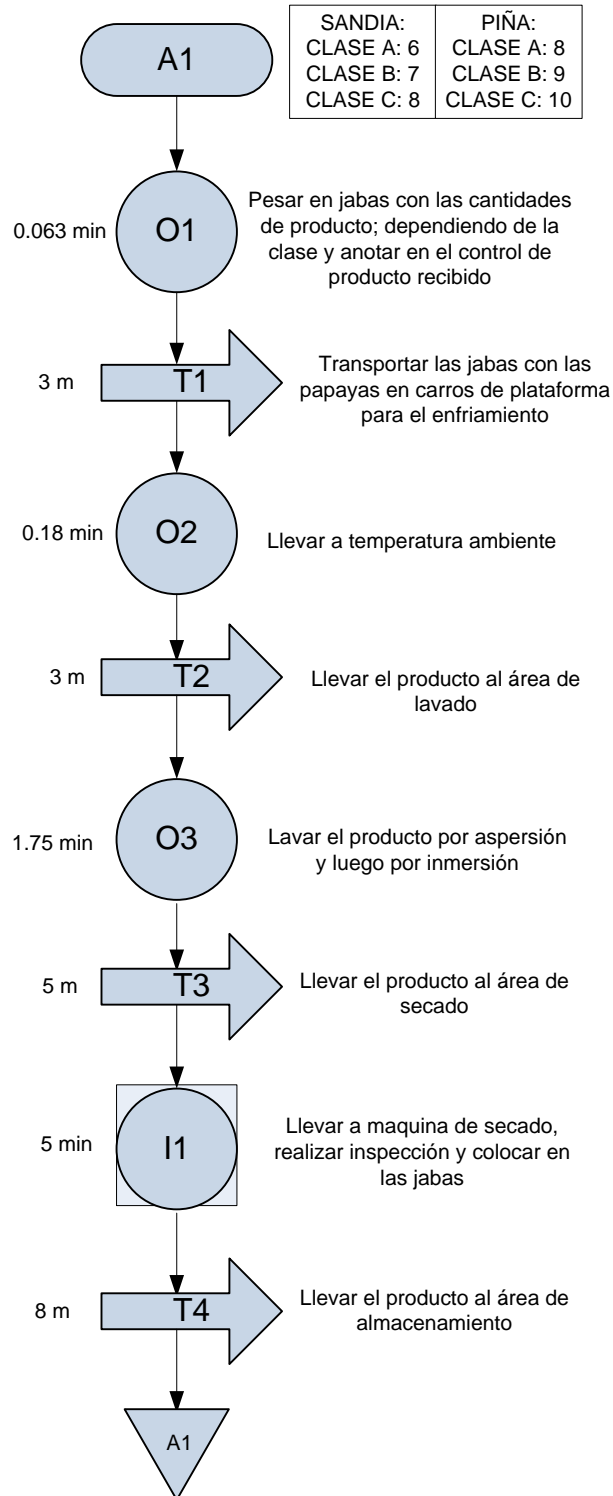 A1
SANDIA:
CLASE A: 6
CLASE B: 7
CLASE C: 8
PIÑA:
CLASE A: 8
CLASE B: 9
CLASE C: 10
0.063 min
O1
Pesar en jabas con las cantidades
de producto; dependiendo de la
clase y anotar en el control de
producto recibido
3 m
T1
Transportar las jabas con las
papayas en carros de plataforma
para el enfriamiento
0.18 min
O2
Llevar a temperatura ambiente
3 m
T2
Llevar el producto al área de
lavado
1.75 min
O3
Lavar el producto por aspersión
y luego por inmersión
5 m
T3
Llevar el producto al área de
secado
5 min
I1
Llevar a maquina de secado,
realizar inspección y colocar en
las jabas
8 m
T4
Llevar el producto al área de
almacenamiento
A1